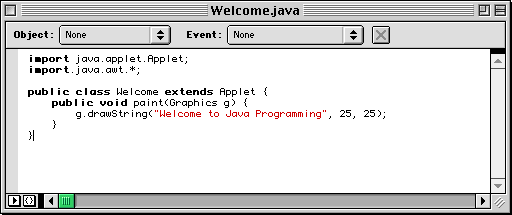 Welcome.java
Object: None Event: None
import java.applet.Applet;
import java.awt.*;
public class Welcome extends Applet {
public void paint(Graphics g) {
g.drawString("Welcome to Java Programming", 25, 25);
}
}